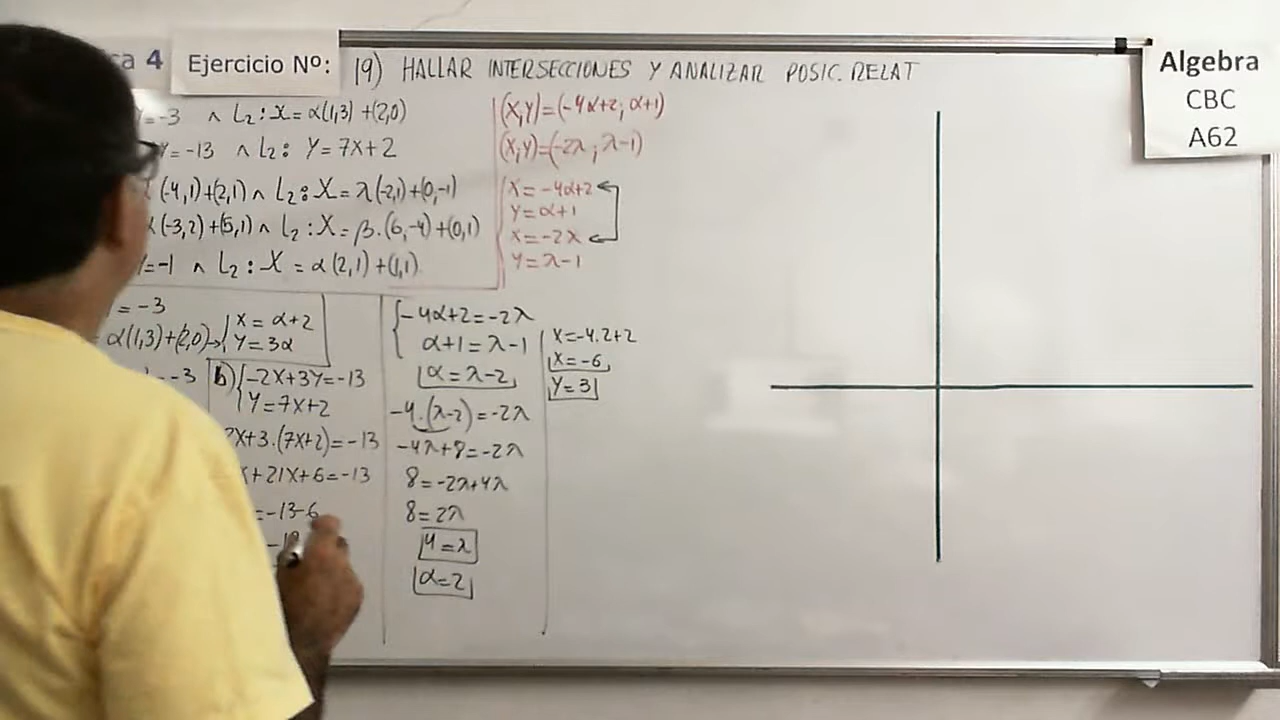 ca 4
Ejercicio Nº:
19) HALLAR INTERSECCIONES Y ANALIZAR POSIC. RELAT
Algebra
CBC
A62
Y=-3 ∧ L₂: X=α(1,3)+(2,0)
Y=-13 ∧ L₂: Y=7X+2
(-4,1)+(2,1) ∧ L₂: X=λ(-2,1)+(0,-1)
α(-3,2)+(5,1) ∧ L₂: X=β.(6,-4)+(0,1)
Y=-1 ∧ L₂: X=α(2,1)+(1,1)
(X,Y)=(-4α+2; α+1)
(X,Y)=(-2λ; λ-1)
X=-4α+2
Y=α+1
X=-2λ
Y=λ-1
=-3
α(1,3)+(2,0)→
X=α+2
Y=3α
-3
b) -2X+3Y=-13
Y=7X+2
2X+3.(7X+2)=-13
X+21X+6=-13
=-13-6
-4α+2=-2λ
α+1=λ-1
α=λ-2
-4.(λ-2)=-2λ
-4λ+8=-2λ
8=-2λ+4λ
8=2λ
4=λ
α=2
X=-4.2+2
X=-6
Y=3